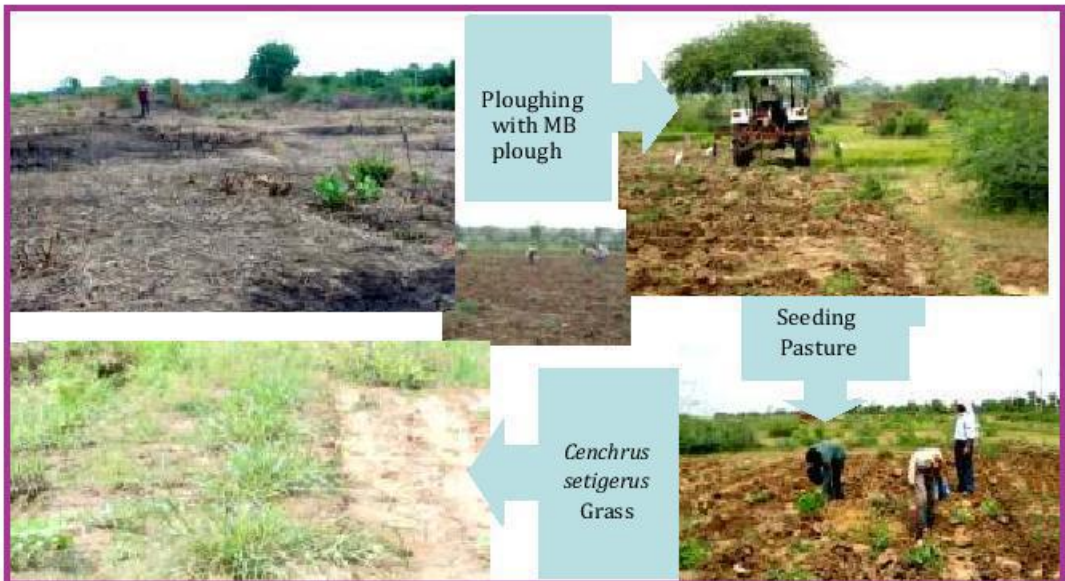 Ploughing
with MB
plough
Seeding
Pasture
Cenchrus
setigerus
Grass